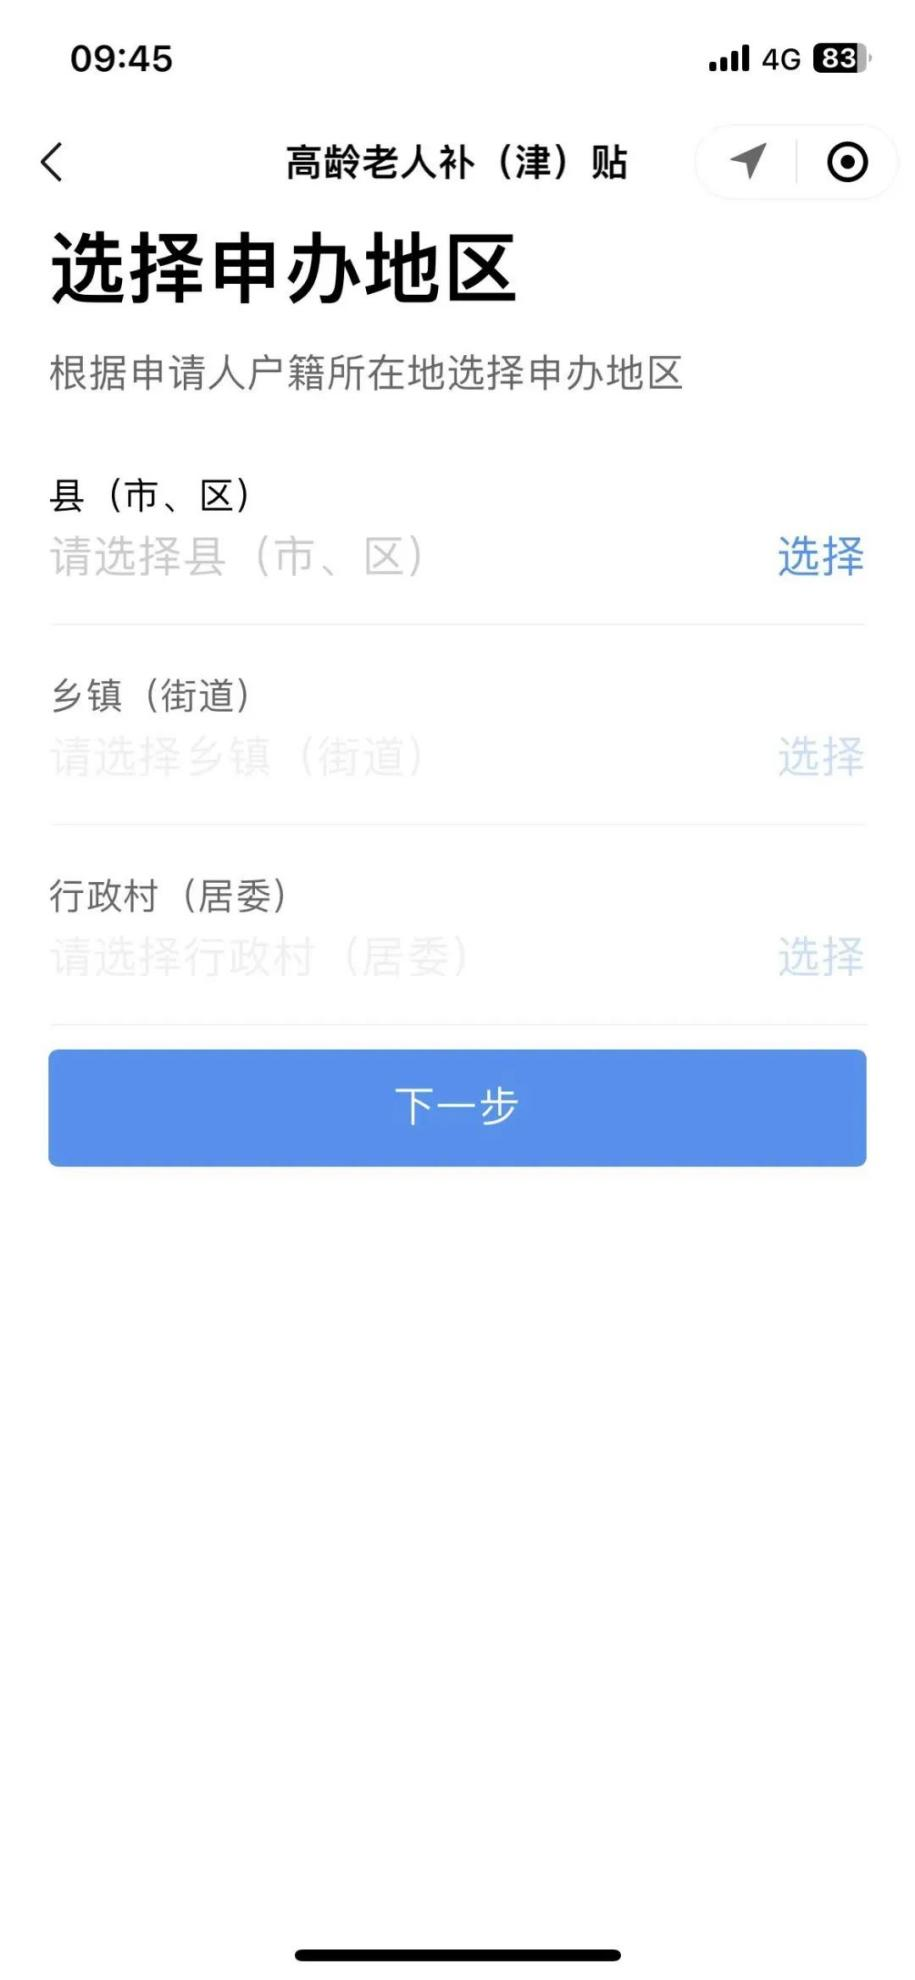 09:45
4G 83
高龄老人补（津）贴
选择申办地区
根据申请人户籍所在地选择申办地区
县（市、区）
请选择县（市、区） 选择
乡镇（街道）
请选择乡镇（街道） 选择
行政村（居委）
请选择行政村（居委） 选择
下一步